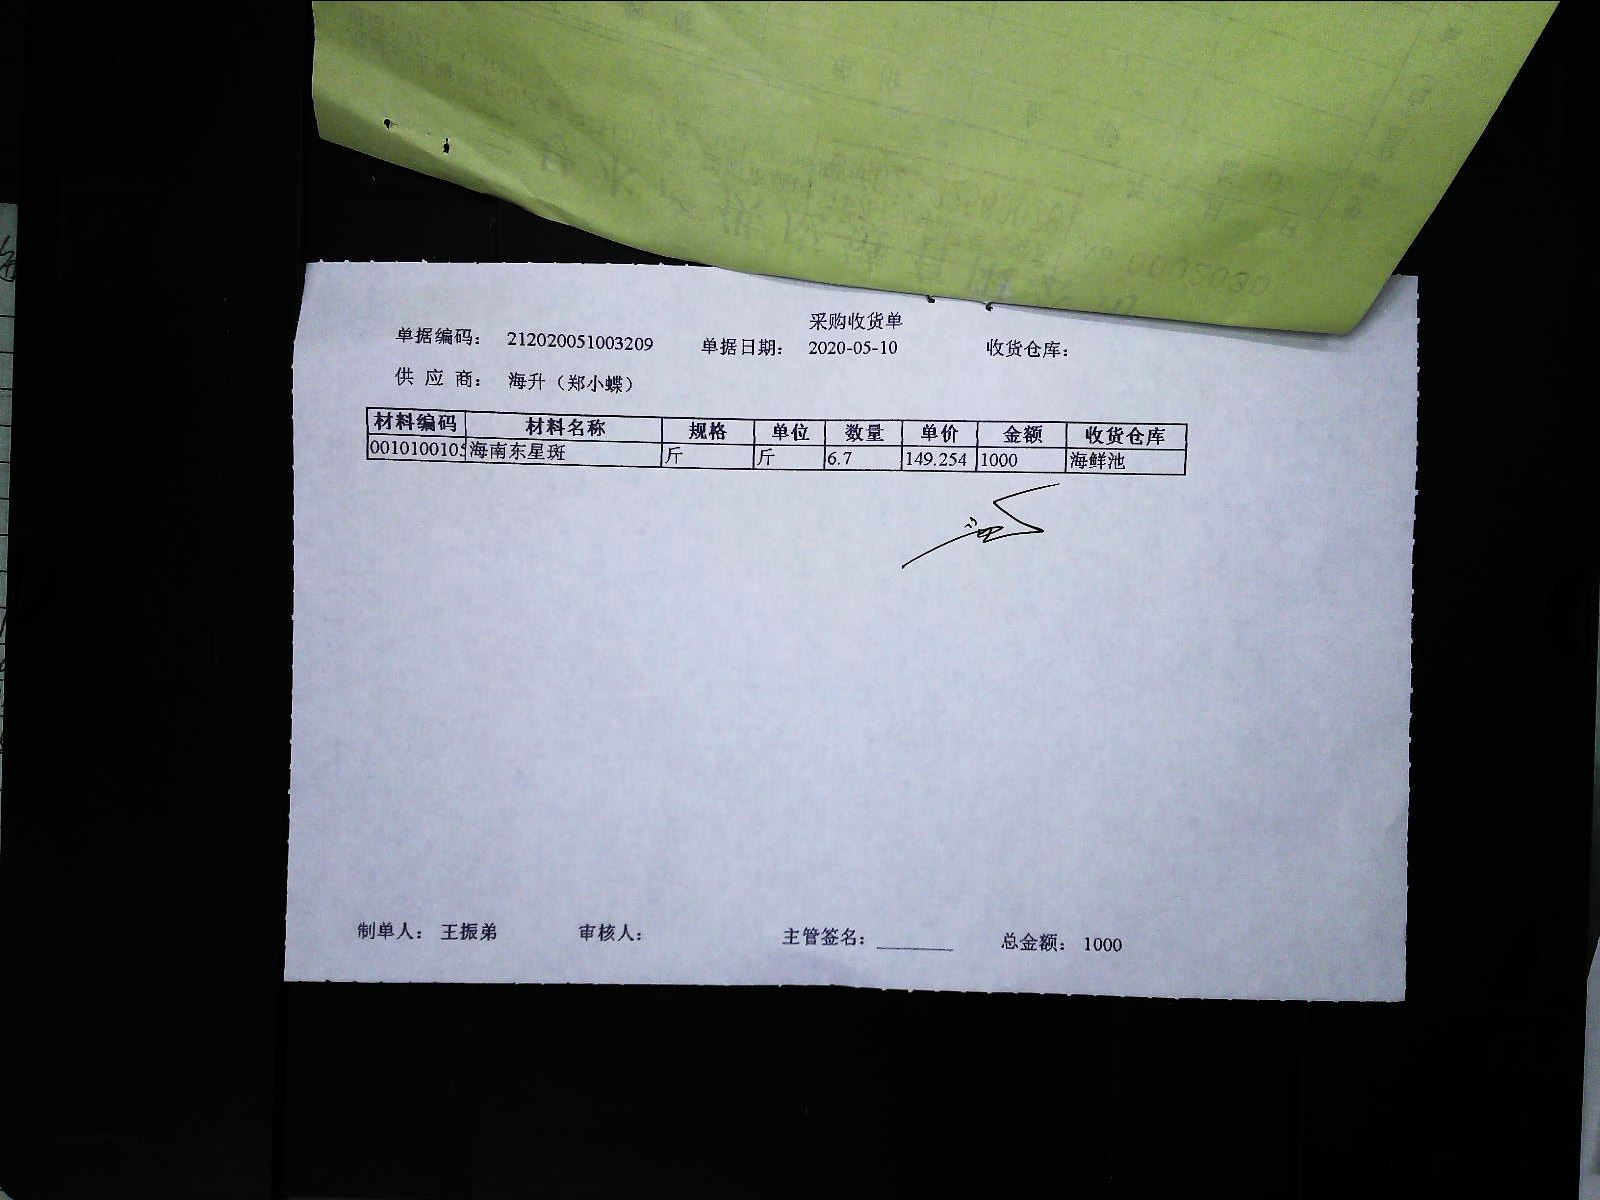 采购收货单
单据编码： 212020051003209 单据日期： 2020-05-10 收货仓库：
供 应 商： 海升（郑小蝶）
材料编码 材料名称 规格 单位 数量 单价 金额 收货仓库
0010100105 海南东星斑 斤 斤 6.7 149.254 1000 海鲜池
制单人： 王振弟 审核人： 主管签名： 总金额： 1000